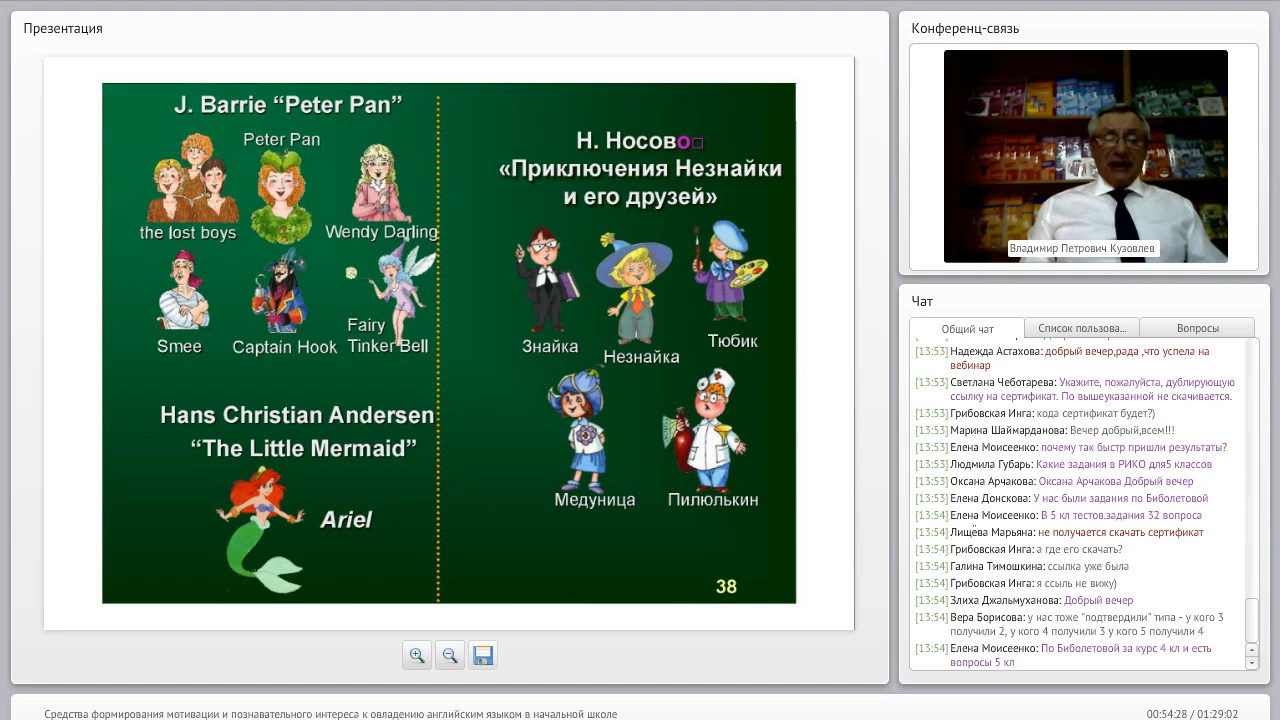 Презентация
J. Barrie “Peter Pan”
Peter Pan
the lost boys
Wendy Darling
Smee
Captain Hook
Fairy
Tinker Bell
Hans Christian Andersen
“The Little Mermaid”
Ariel
Н. Носово□
«Приключения Незнайки
и его друзей»
Знайка
Незнайка
Тюбик
Медуница
Пилюлькин
38
Конференц-связь
Владимир Петрович Кузовлев
Чат
Общий чат
Список пользова...
Вопросы
[13:53] Надежда Астахова: добрый вечер,рада ,что успела на
вебинар
[13:53] Светлана Чеботарева: Укажите, пожалуйста, дублирующую
ссылку на сертификат. По вышеуказанной не скачивается.
[13:53] Грибовская Инга: кода сертификат будет?)
[13:53] Марина Шаймарданова: Вечер добрый,всем!!!
[13:53] Елена Моисеенко: почему так быстр пришли результаты?
[13:53] Людмила Губарь: Какие задания в РИКО для5 классов
[13:53] Оксана Арчакова: Оксана Арчакова Добрый вечер
[13:53] Елена Донскова: У нас были задания по Биболетовой
[13:54] Елена Моисеенко: В 5 кл тестов.задания 32 вопроса
[13:54] Лищёва Марьяна: не получается скачать сертификат
[13:54] Грибовская Инга: а где его скачать?
[13:54] Галина Тимошкина: ссылка уже была
[13:54] Грибовская Инга: я ссыль не вижу)
[13:54] Злиха Джальмуханова: Добрый вечер
[13:54] Вера Борисова: у нас тоже "подтвердили" типа - у кого 3
получили 2, у кого 4 получили 3 у кого 5 получили 4
[13:54] Елена Моисеенко: По Биболетовой за курс 4 кл и есть
вопросы 5 кл
Средства формирования мотивации и познавательного интереса к овладению английским языком в начальной школе
00:54:28 / 01:29:02